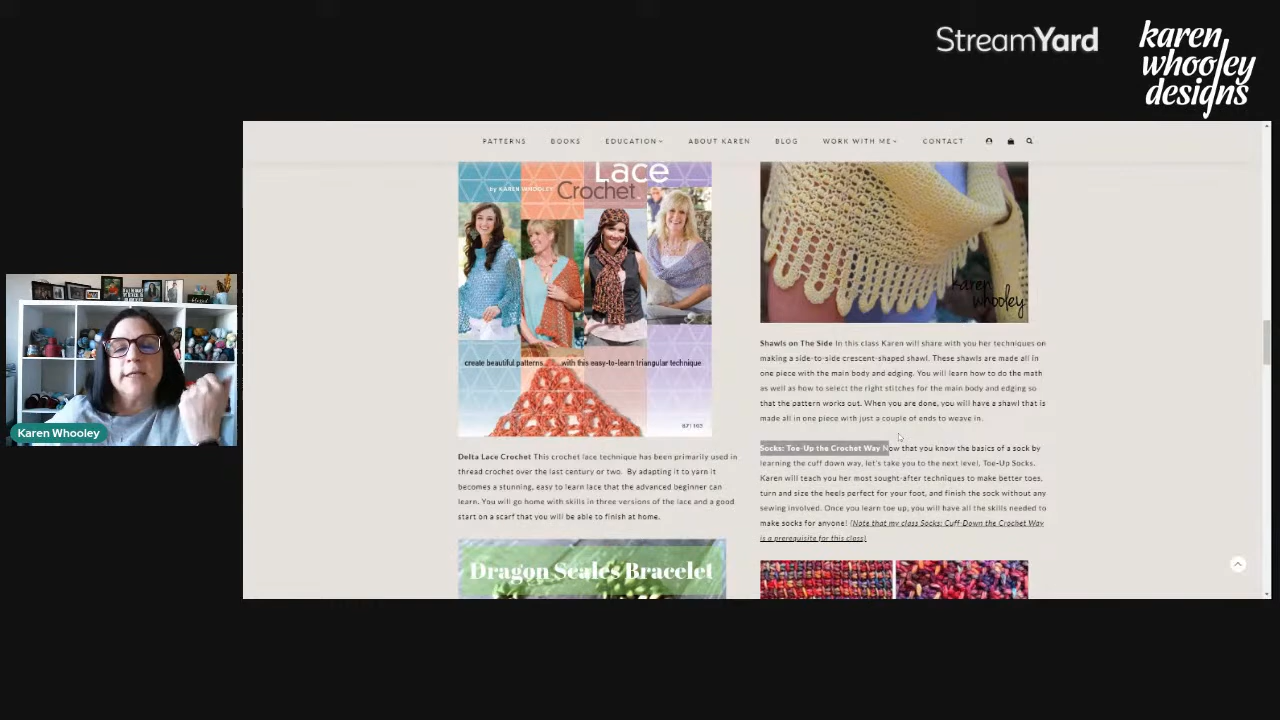 StreamYard
karen
whooley
designs
PATTERNS BOOKS EDUCATION ABOUT KAREN BLOG WORK WITH ME CONTACT
Lace
by KAREN WHOOLEY Crochet
create beautiful patterns with this easy-to-learn triangular technique
Delta Lace Crochet This crochet lace technique has been primarily used in
thread crochet over the last century or two. By adapting it to yarn it
becomes a stunning, easy to learn lace that the advanced beginner can
learn. You will go home with skills in three versions of the lace and a good
start on a scarf that you will be able to finish at home.
Dragon Scales Bracelet
Karen
whooley
Shawls on The Side In this class Karen will share with you her techniques on
making a side-to-side crescent-shaped shawl. These shawls are made all in
one piece with the main body and edging. You will learn how to do the math
as well as how to select the right stitches for the main body and edging so
that the pattern works out. When you are done, you will have a shawl that is
made all in one piece with just a couple of ends to weave in.
Socks: Toe-Up the Crochet Way Now that you know the basics of a sock by
learning the cuff down way, let's take you to the next level. Toe-Up Socks.
Karen will teach you her most sought-after techniques to make better toes,
turn and size the heels perfect for your foot, and finish the sock without any
sewing involved. Once you learn toe up, you will have all the skills needed to
make socks for anyone! (Note that my class Socks: Cuff-Down the Crochet Way
is a prerequisite for this class)
blessed
Karen Whooley